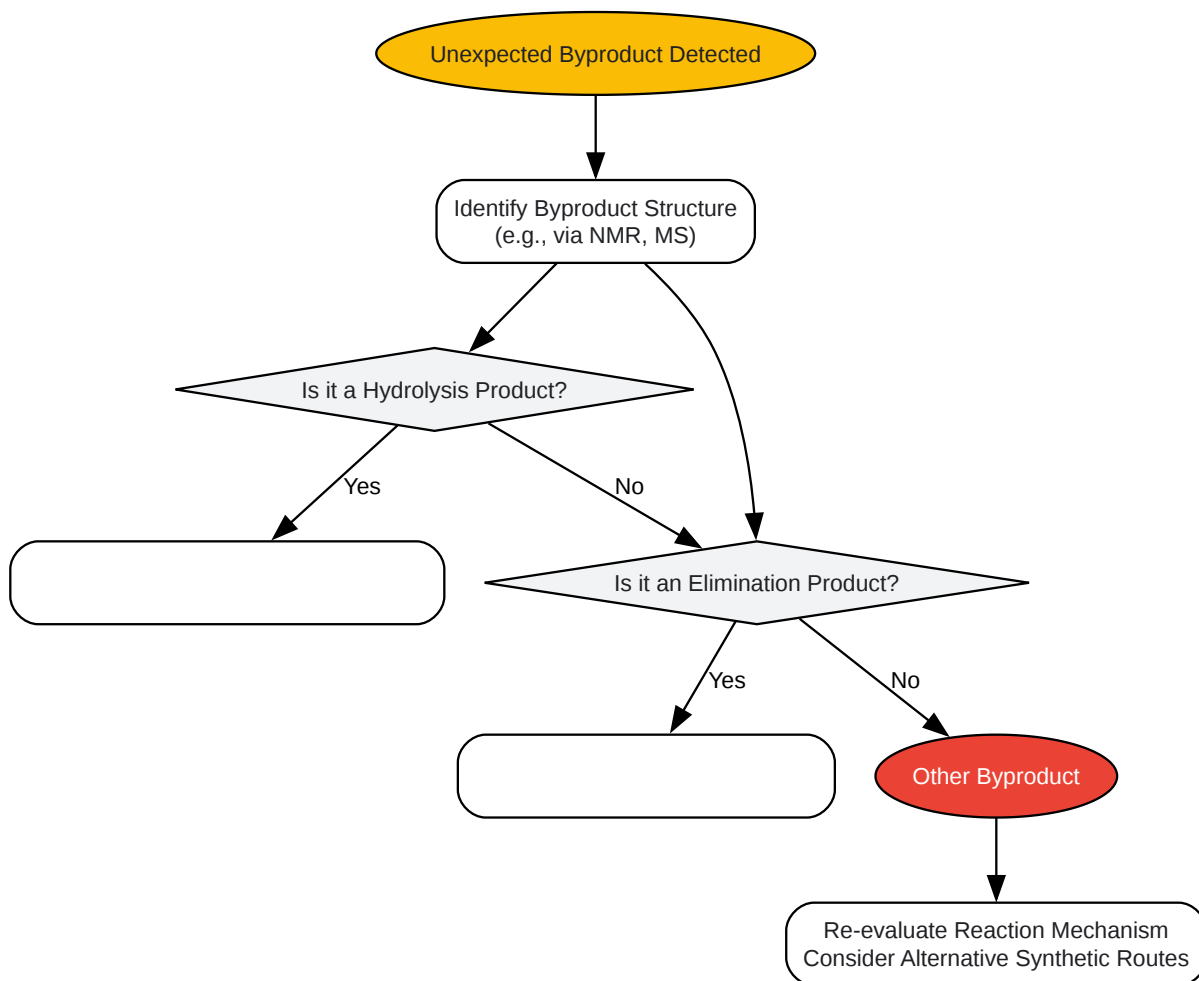 Unexpected Byproduct Detected
Identify Byproduct Structure
(e.g., via NMR, MS)
Is it a Hydrolysis Product?
Yes
No
Is it an Elimination Product?
Yes
No
Other Byproduct
Re-evaluate Reaction Mechanism
Consider Alternative Synthetic Routes